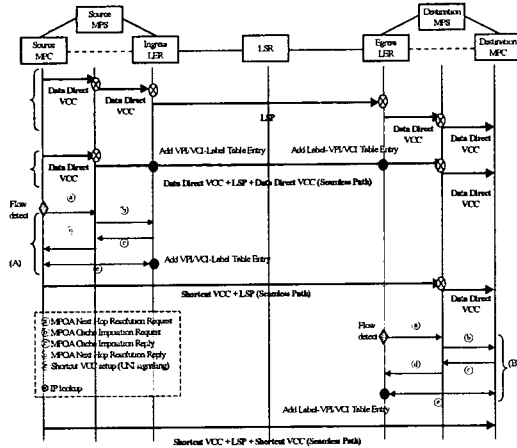 Source
MPS
Destination
MPS
Source
MPC
Ingress
LER
LSR
Egress
LER
Destination
MPC
Data Direct
VCC
Data Direct
VCC
LSP
Data Direct
VCC
Data Direct
VCC
Add VPI/VCI-Label Table Entry
Add Label-VPI/VCI Table Entry
Data Direct
VCC
Data Direct VCC + LSP + Data Direct VCC (Seamless Path)
Data Direct
VCC
Flow
detect
(A)
Add VPI/VCI-Label Table Entry
Shortcut VCC + LSP (Seamless Path)
Data Direct
VCC
MPOA Next Hop Resolution Request
MPOA Cache Imposition Request
MPOA Cache Imposition Reply
MPOA Next Hop Resolution Reply
Shortcut VCC setup (UNI signaling)
IP lookup
Flow
detect
(B)
Add Label-VPI/VCI Table Entry
Shortcut VCC + LSP + Shortcut VCC (Seamless Path)